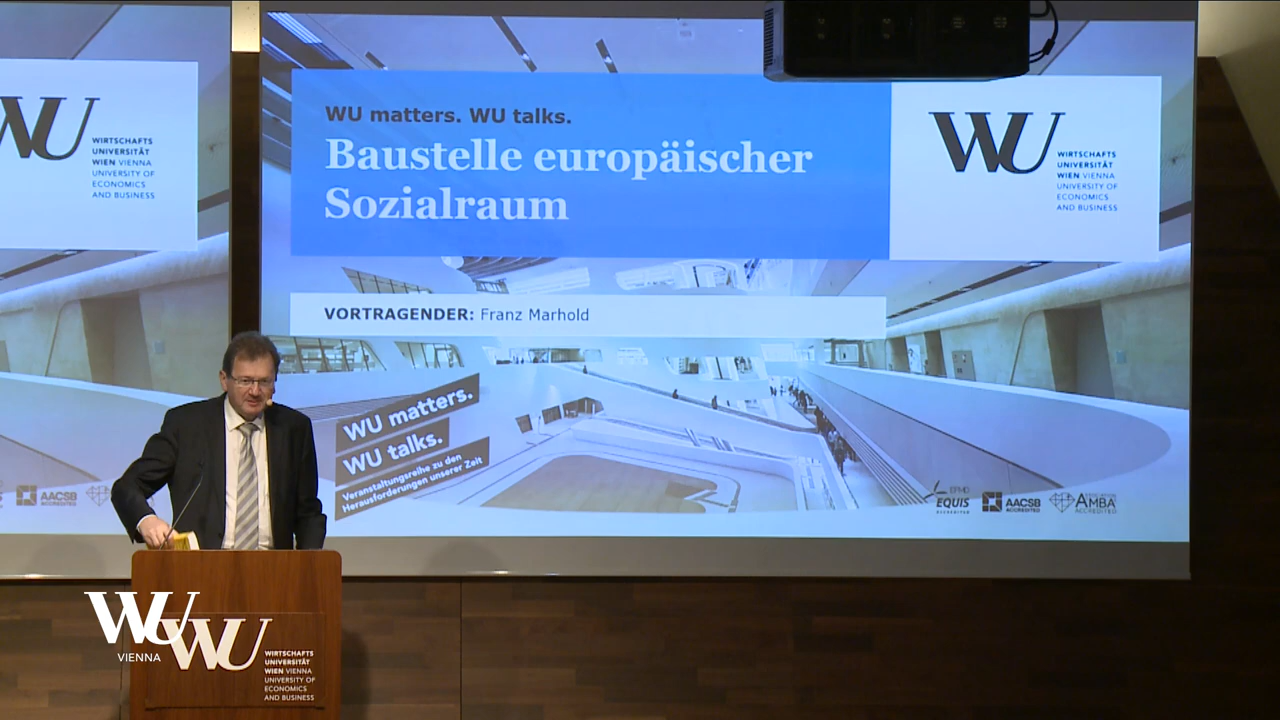 WU
WIRTSCHAFTS
UNIVERSITÄT
WIEN VIENNA
UNIVERSITY OF
ECONOMICS
AND BUSINESS
AACSB
ACCREDITED
WU matters. WU talks.
Baustelle europäischer
Sozialraum
WU
WIRTSCHAFTS
UNIVERSITÄT
WIEN VIENNA
UNIVERSITY OF
ECONOMICS
AND BUSINESS
VORTRAGENDER: Franz Marhold
WU matters.
WU talks.
Veranstaltungsreihe zu den
Herausforderungen unserer Zeit
EFMD
EQUIS
ACCREDITED
AACSB
ACCREDITED
AMBA
ACCREDITED
WU
VIENNA
WU
WIRTSCHAFTS
UNIVERSITÄT
WIEN VIENNA
UNIVERSITY OF
ECONOMICS
AND BUSINESS